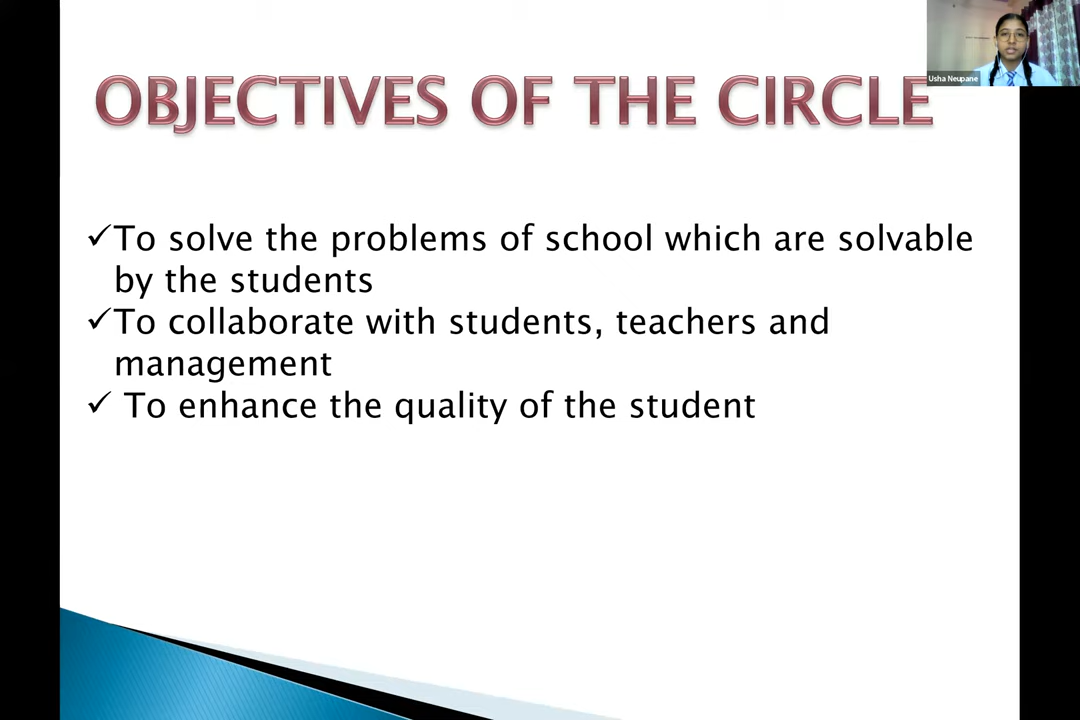 Usha Neupane
OBJECTIVES OF THE CIRCLE
✓To solve the problems of school which are solvable
by the students
✓To collaborate with students, teachers and
management
✓ To enhance the quality of the student